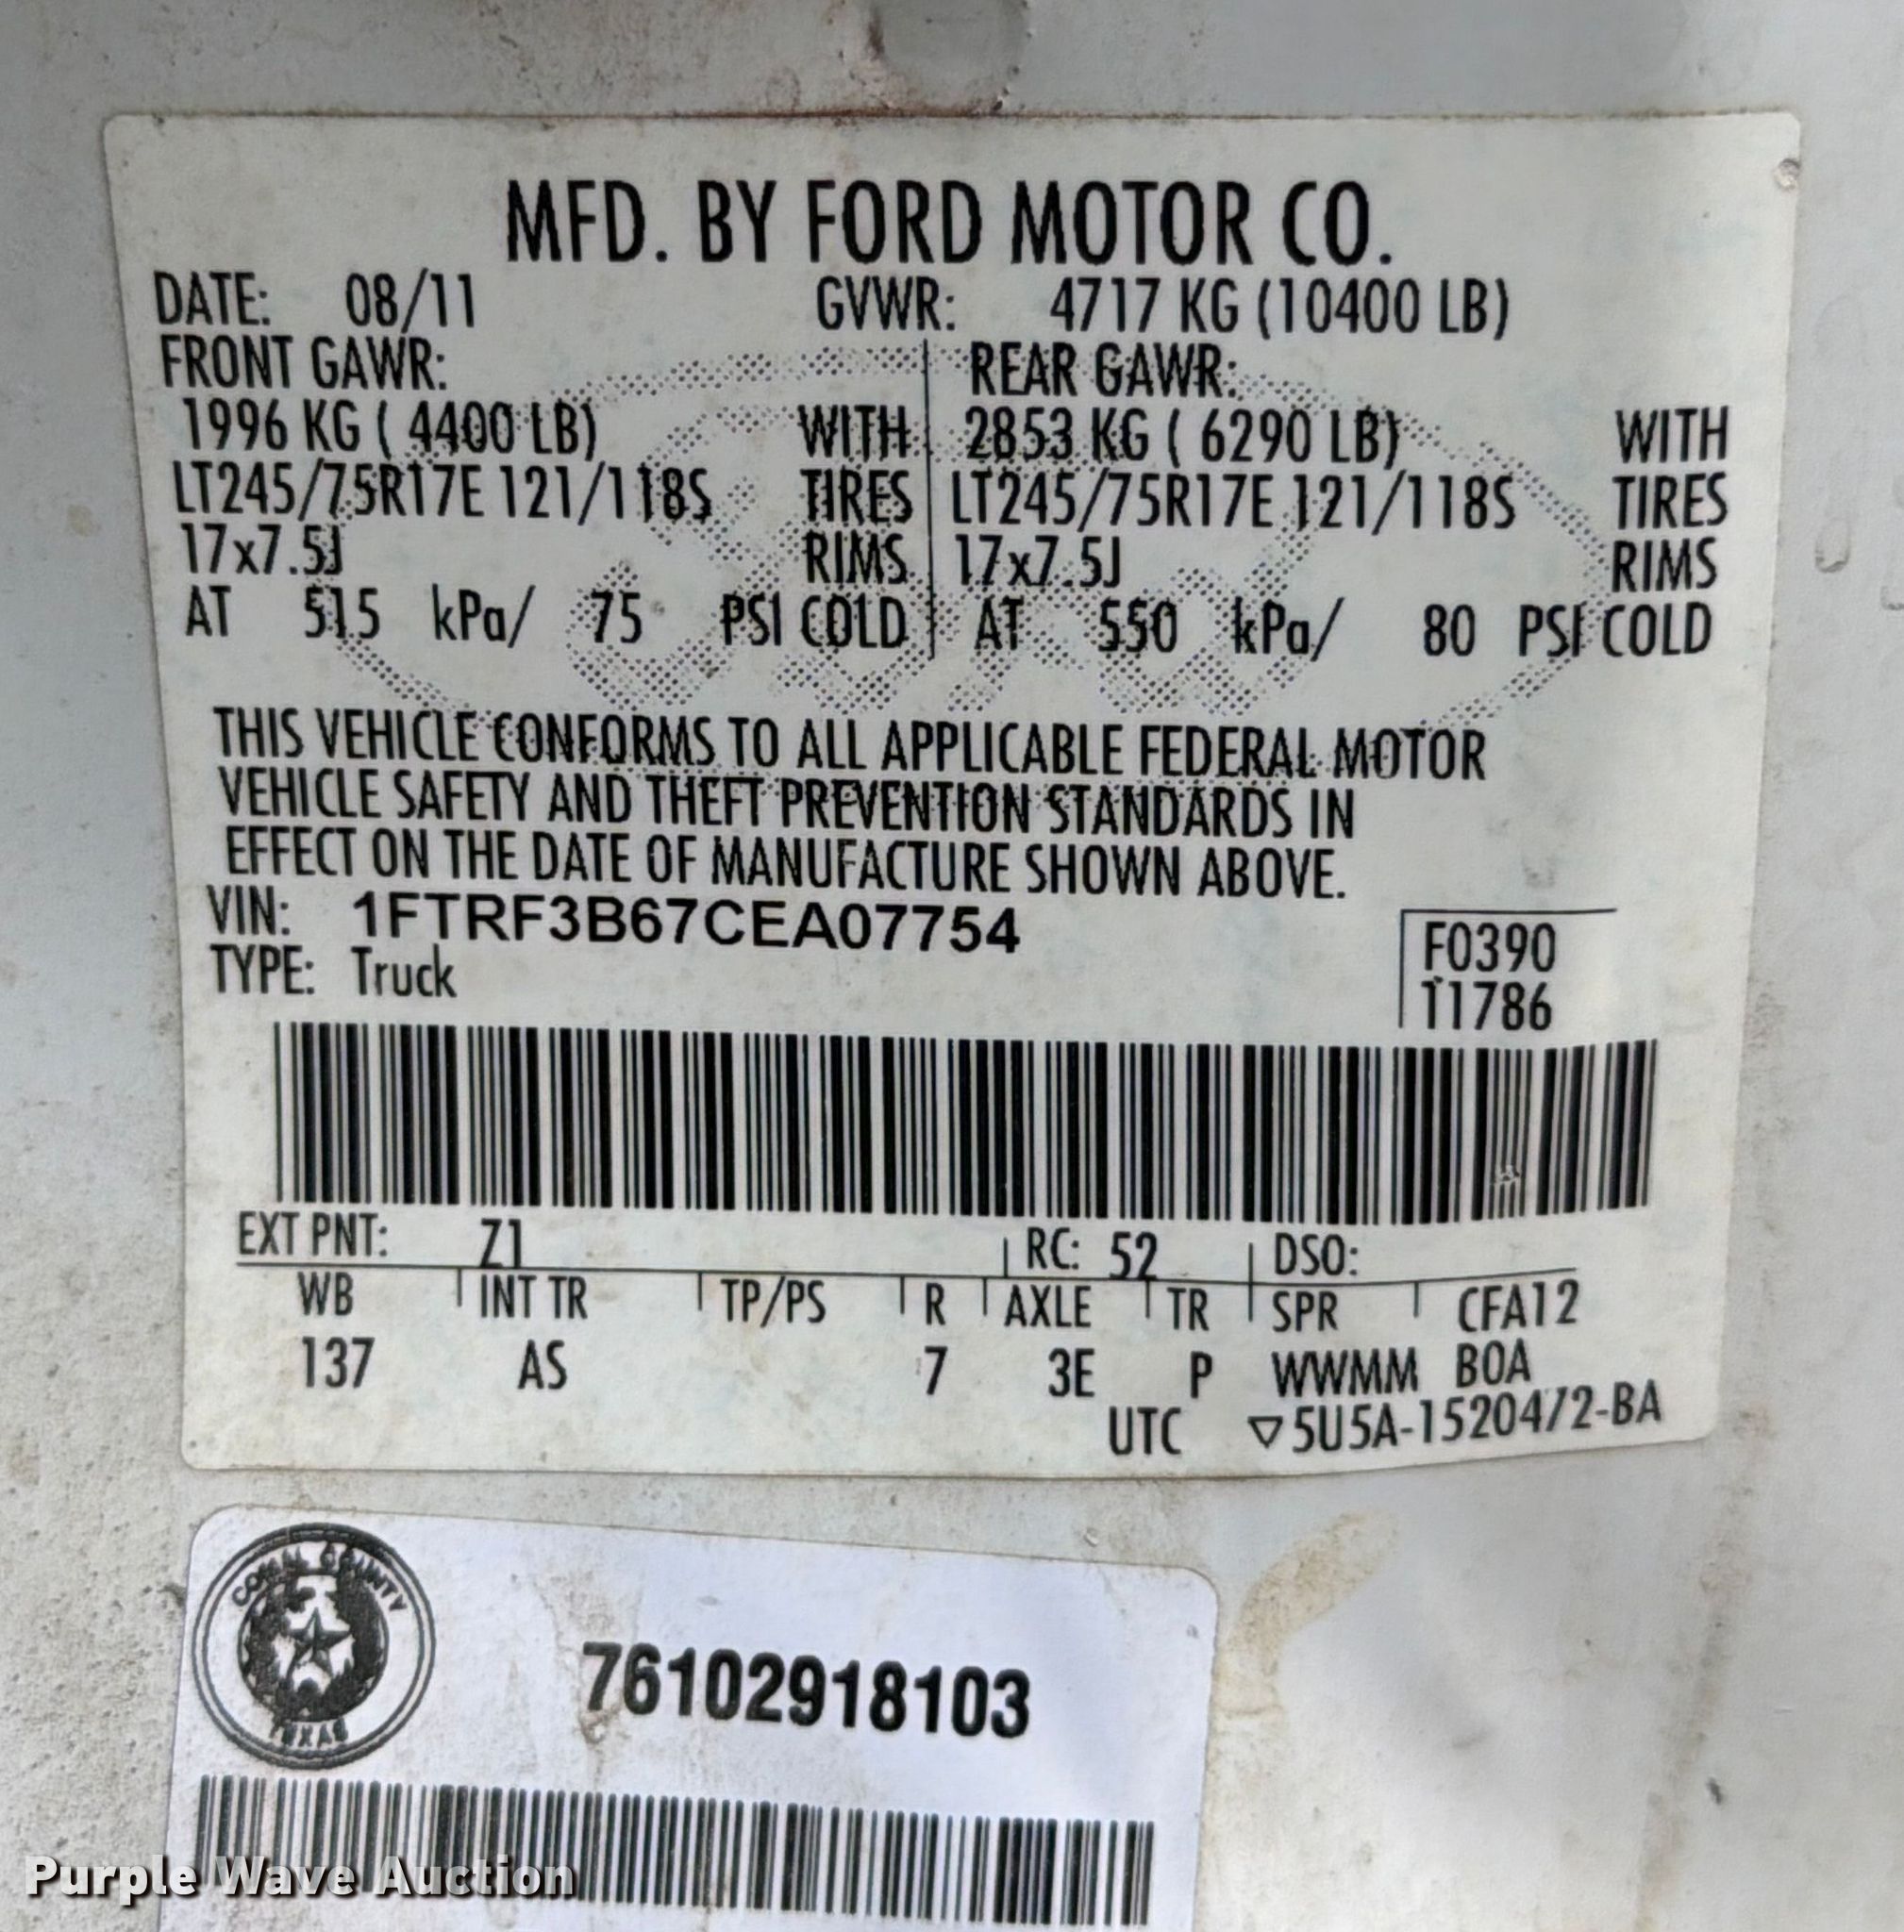 MFD. BY FORD MOTOR CO.
DATE: 08/11 GVWR: 4717 KG (10400 LB)
FRONT GAWR: REAR GAWR:
1996 KG ( 4400 LB) WITH 2853 KG ( 6290 LB) WITH
LT245/75R17E 121/118S TIRES LT245/75R17E 121/118S TIRES
17x7.5J RIMS 17x7.5J RIMS
AT 515 kPa/ 75 PSI COLD AT 550 kPa/ 80 PSI COLD
THIS VEHICLE CONFORMS TO ALL APPLICABLE FEDERAL MOTOR
VEHICLE SAFETY AND THEFT PREVENTION STANDARDS IN
EFFECT ON THE DATE OF MANUFACTURE SHOWN ABOVE.
VIN: 1FTRF3B67CEA07754
TYPE: Truck
F0390
11786
EXT PNT: Z1 RC: 52 DSO:
WB INT TR TP/PS R AXLE TR SPR CFA12
137 AS 7 3E P WWMM BOA
UTC ▽5U5A-1520472-BA
COMAL COUNTY
TEXAS
76102918103
Purple Wave Auction